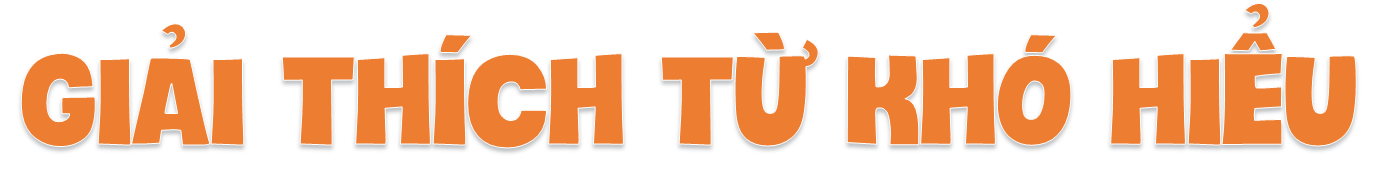 GIẢI THÍCH TỪ KHÓ HIỂU